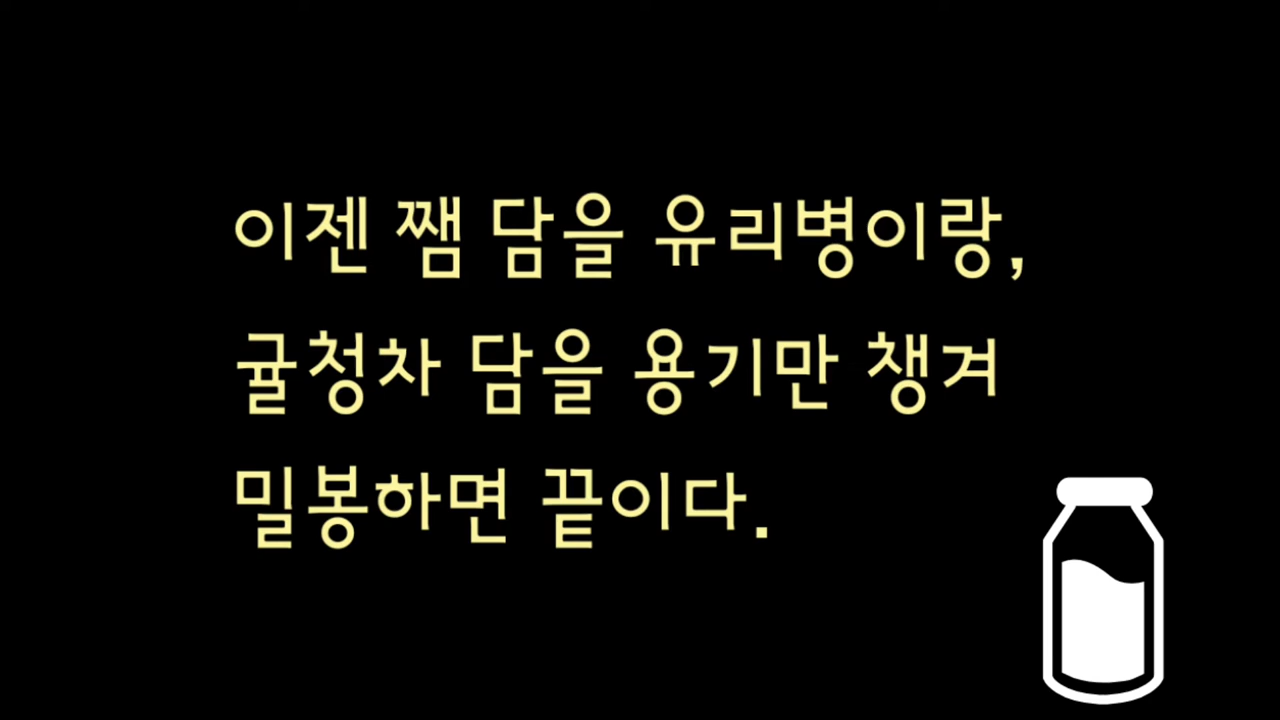 이젠 쨈 담을 유리병이랑,
귤청차 담을 용기만 챙겨
밀봉하면 끝이다.